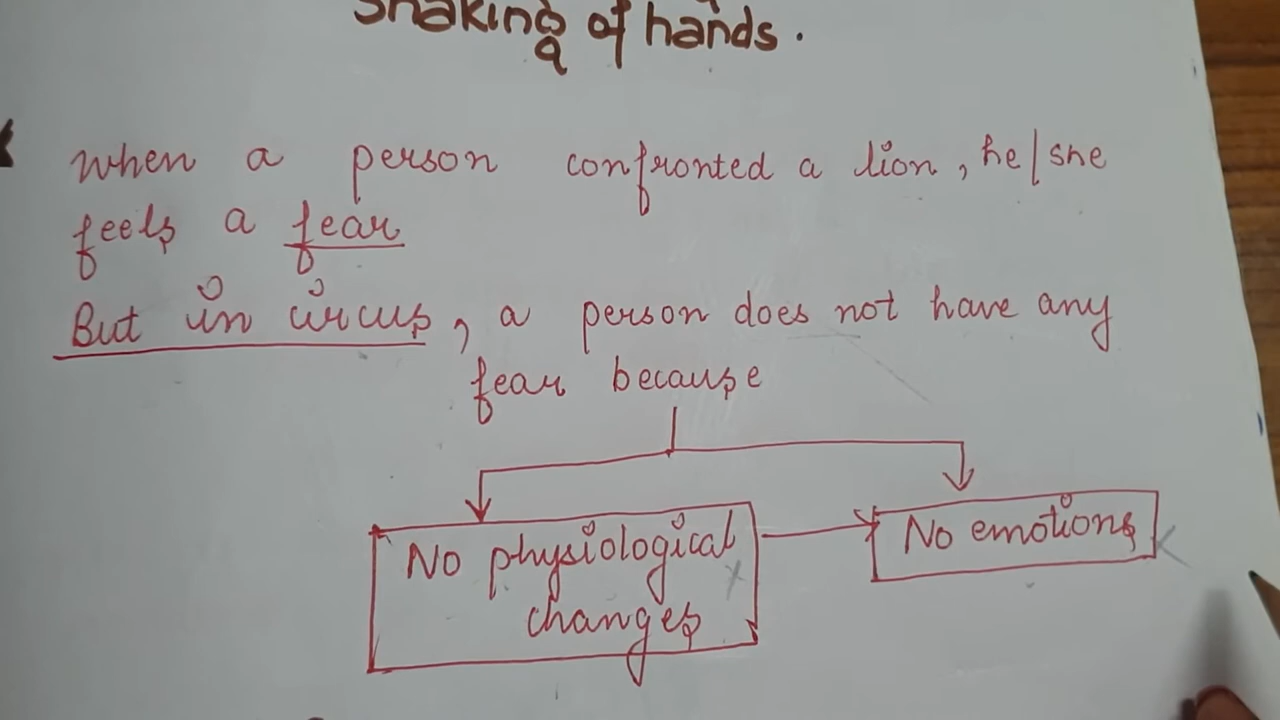 Shaking of hands.
When a person confronted a lion, he/she
feels a fear
But in circus, a person does not have any
fear because
No physiological
changes
No emotions